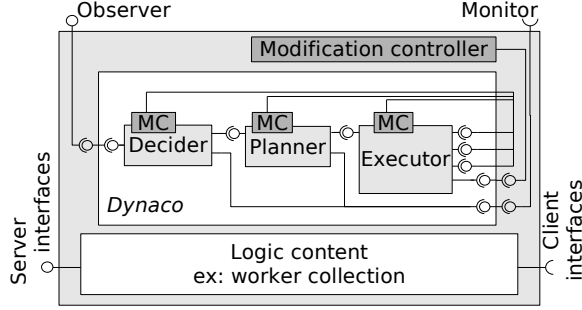 Observer
Monitor
Modification controller
MC
MC
MC
Decider
Planner
Executor
Dynaco
Server
interfaces
Client
interfaces
Logic content
ex: worker collection